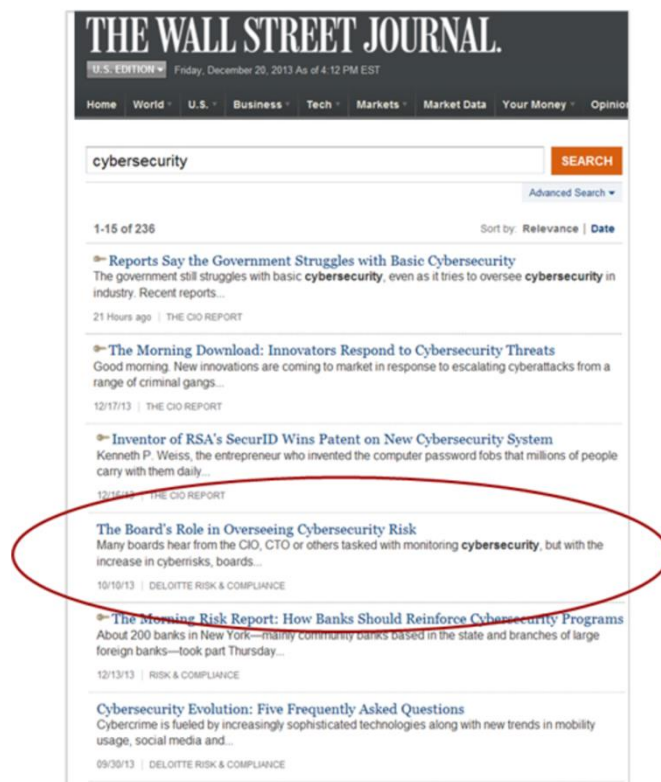 THE WALL STREET JOURNAL.
U.S. EDITION Friday, December 20, 2013 As of 4:12 PM EST
Home World U.S. Business Tech Markets Market Data Your Money Opinion
cybersecurity SEARCH
Advanced Search
1-15 of 236 Sort by: Relevance | Date
Reports Say the Government Struggles with Basic Cybersecurity
The government still struggles with basic cybersecurity, even as it tries to oversee cybersecurity in
industry. Recent reports...
21 Hours ago | THE CIO REPORT
The Morning Download: Innovators Respond to Cybersecurity Threats
Good morning. New innovations are coming to market in response to escalating cyberattacks from a
range of criminal gangs...
12/17/13 | THE CIO REPORT
Inventor of RSA's SecurID Wins Patent on New Cybersecurity System
Kenneth P. Weiss, the entrepreneur who invented the computer password fobs that millions of people
carry with them daily...
12/16/13 | THE CIO REPORT
The Board's Role in Overseeing Cybersecurity Risk
Many boards hear from the CIO, CTO or others tasked with monitoring cybersecurity, but with the
increase in cyberrisks, boards...
10/10/13 | DELOITTE RISK & COMPLIANCE
The Morning Risk Report: How Banks Should Reinforce Cybersecurity Programs
About 200 banks in New York—mainly community banks based in the state and branches of large
foreign banks—took part Thursday...
12/13/13 | RISK & COMPLIANCE
Cybersecurity Evolution: Five Frequently Asked Questions
Cybercrime is fueled by increasingly sophisticated technologies along with new trends in mobility
usage, social media and...
09/30/13 | DELOITTE RISK & COMPLIANCE